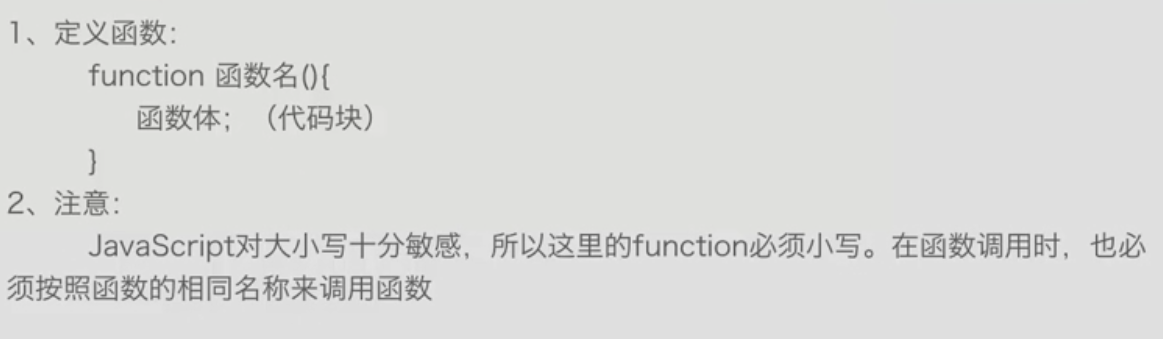 1、定义函数：
function 函数名(){
函数体；（代码块）
}
2、注意：
JavaScript对大小写十分敏感，所以这里的function必须小写。在函数调用时，也必
须按照函数的相同名称来调用函数